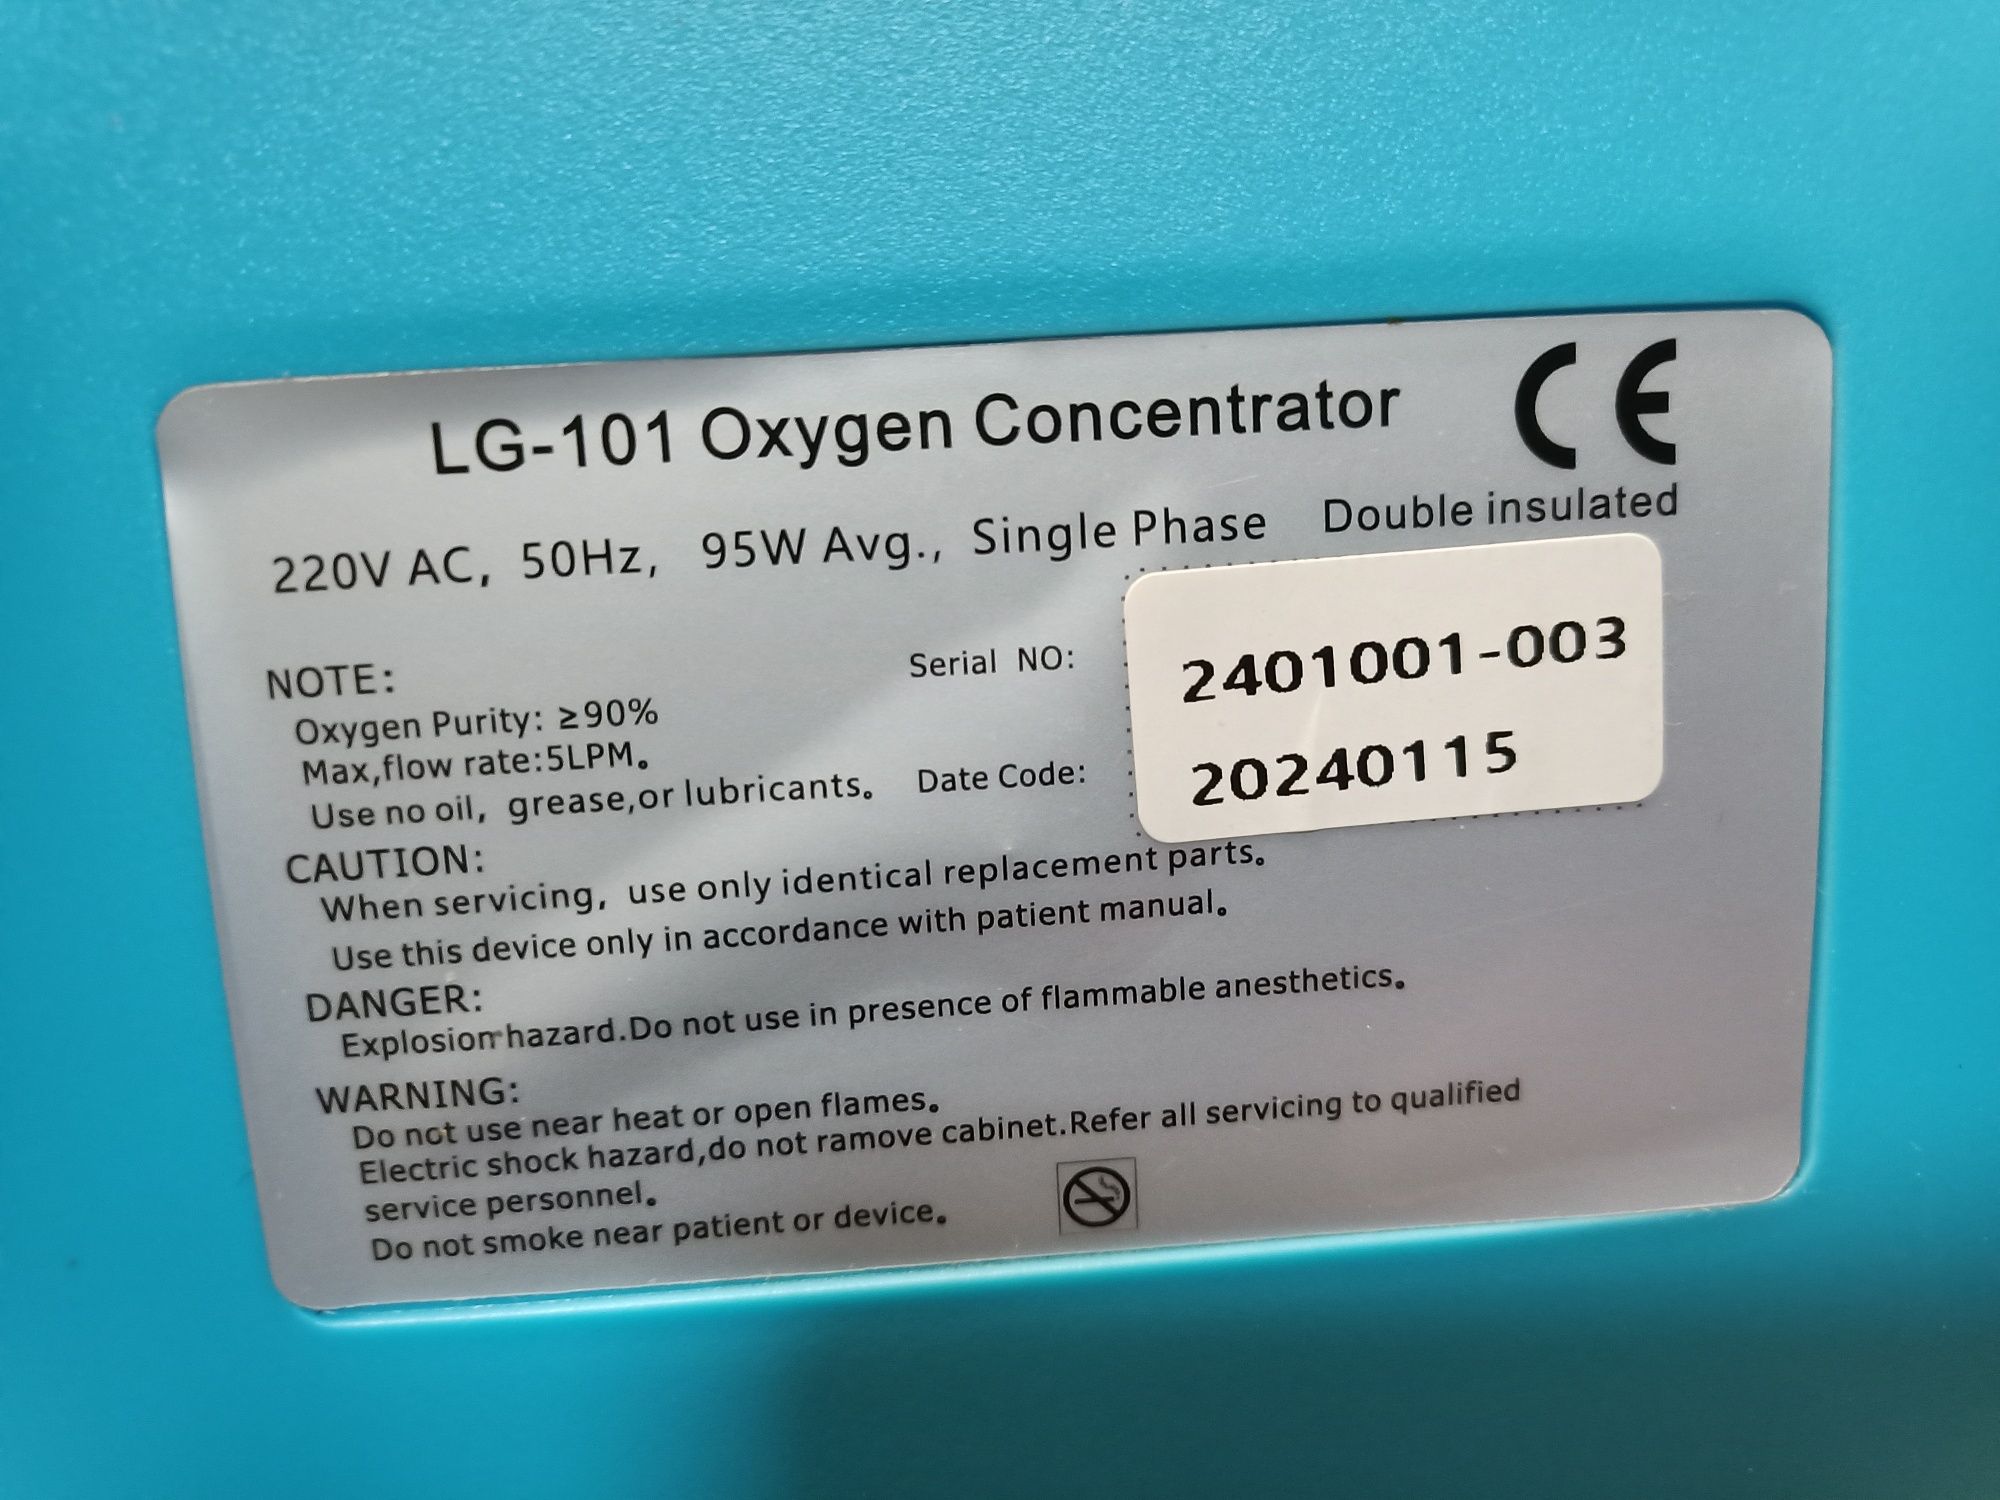 LG-101 Oxygen Concentrator CE
220V AC, 50Hz, 95W Avg., Single Phase Double insulated
NOTE:
Oxygen Purity: ≥90%
Max,flow rate:5LPM。
Use no oil, grease,or lubricants。
Serial NO: 2401001-003
Date Code: 20240115
CAUTION:
When servicing, use only identical replacement parts。
Use this device only in accordance with patient manual。
DANGER:
Explosion hazard.Do not use in presence of flammable anesthetics。
WARNING:
Do not use near heat or open flames。
Electric shock hazard,do not ramove cabinet.Refer all servicing to qualified
service personnel。
Do not smoke near patient or device。